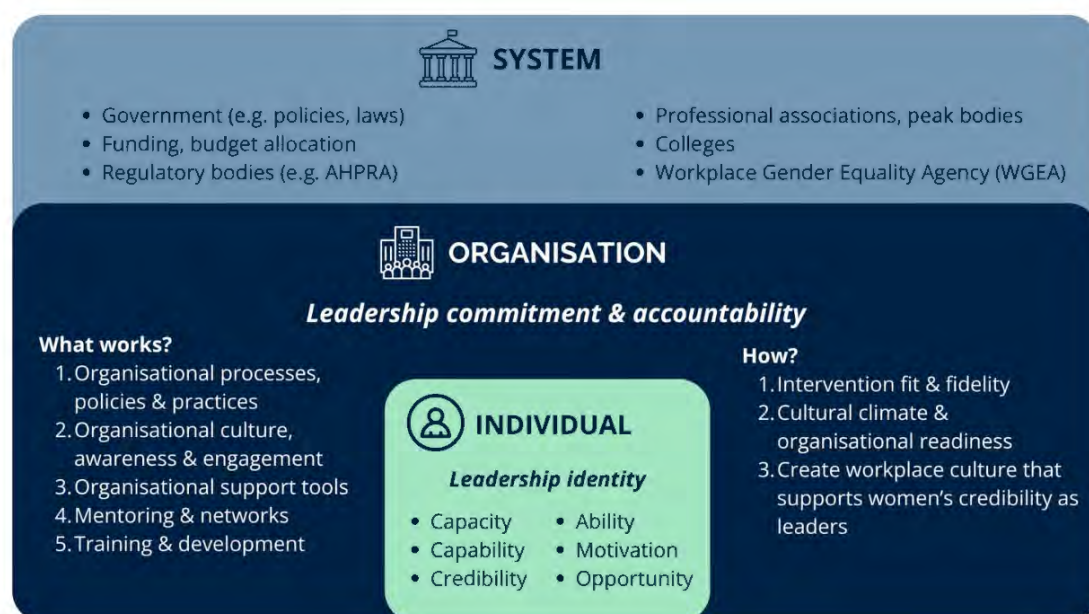 SYSTEM
• Government (e.g. policies, laws)
• Funding, budget allocation
• Regulatory bodies (e.g. AHPRA)
• Professional associations, peak bodies
• Colleges
• Workplace Gender Equality Agency (WGEA)
ORGANISATION
Leadership commitment & accountability
What works?
1. Organisational processes,
policies & practices
2. Organisational culture,
awareness & engagement
3. Organisational support tools
4. Mentoring & networks
5. Training & development
INDIVIDUAL
Leadership identity
• Capacity
• Capability
• Credibility
• Ability
• Motivation
• Opportunity
How?
1. Intervention fit & fidelity
2. Cultural climate &
organisational readiness
3. Create workplace culture that
supports women's credibility as
leaders